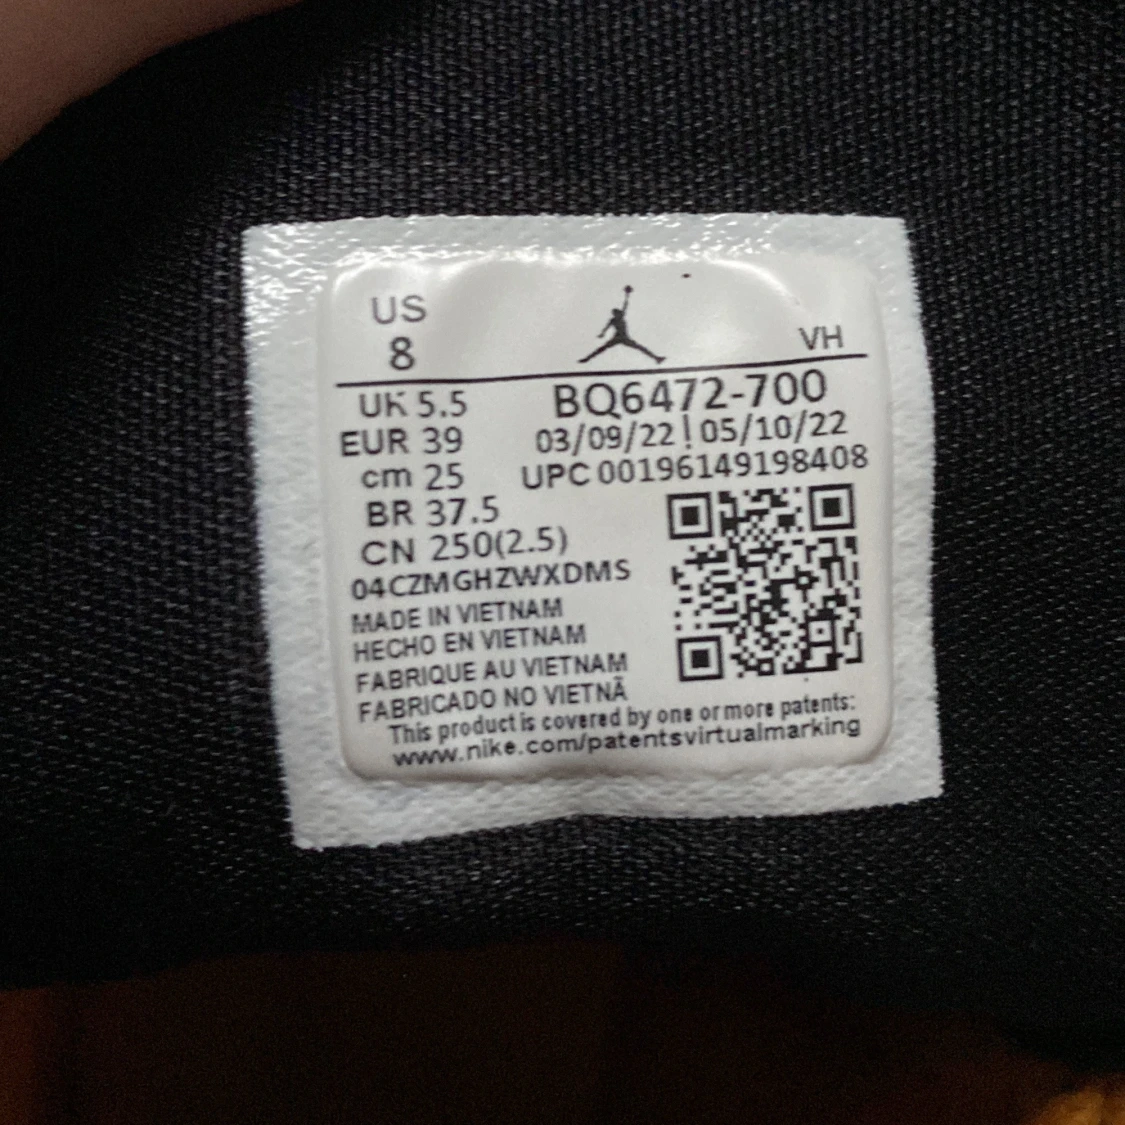 US
8
VH
UK 5.5
BQ6472-700
EUR 39
03/09/22 ¦ 05/10/22
cm 25
UPC 00196149198408
BR 37.5
CN 250(2.5)
04CZMGHZWXDMS
MADE IN VIETNAM
HECHO EN VIETNAM
FABRIQUE AU VIETNAM
FABRICADO NO VIETNÃ
This product is covered by one or more patents:
www.nike.com/patentsvirtualmarking